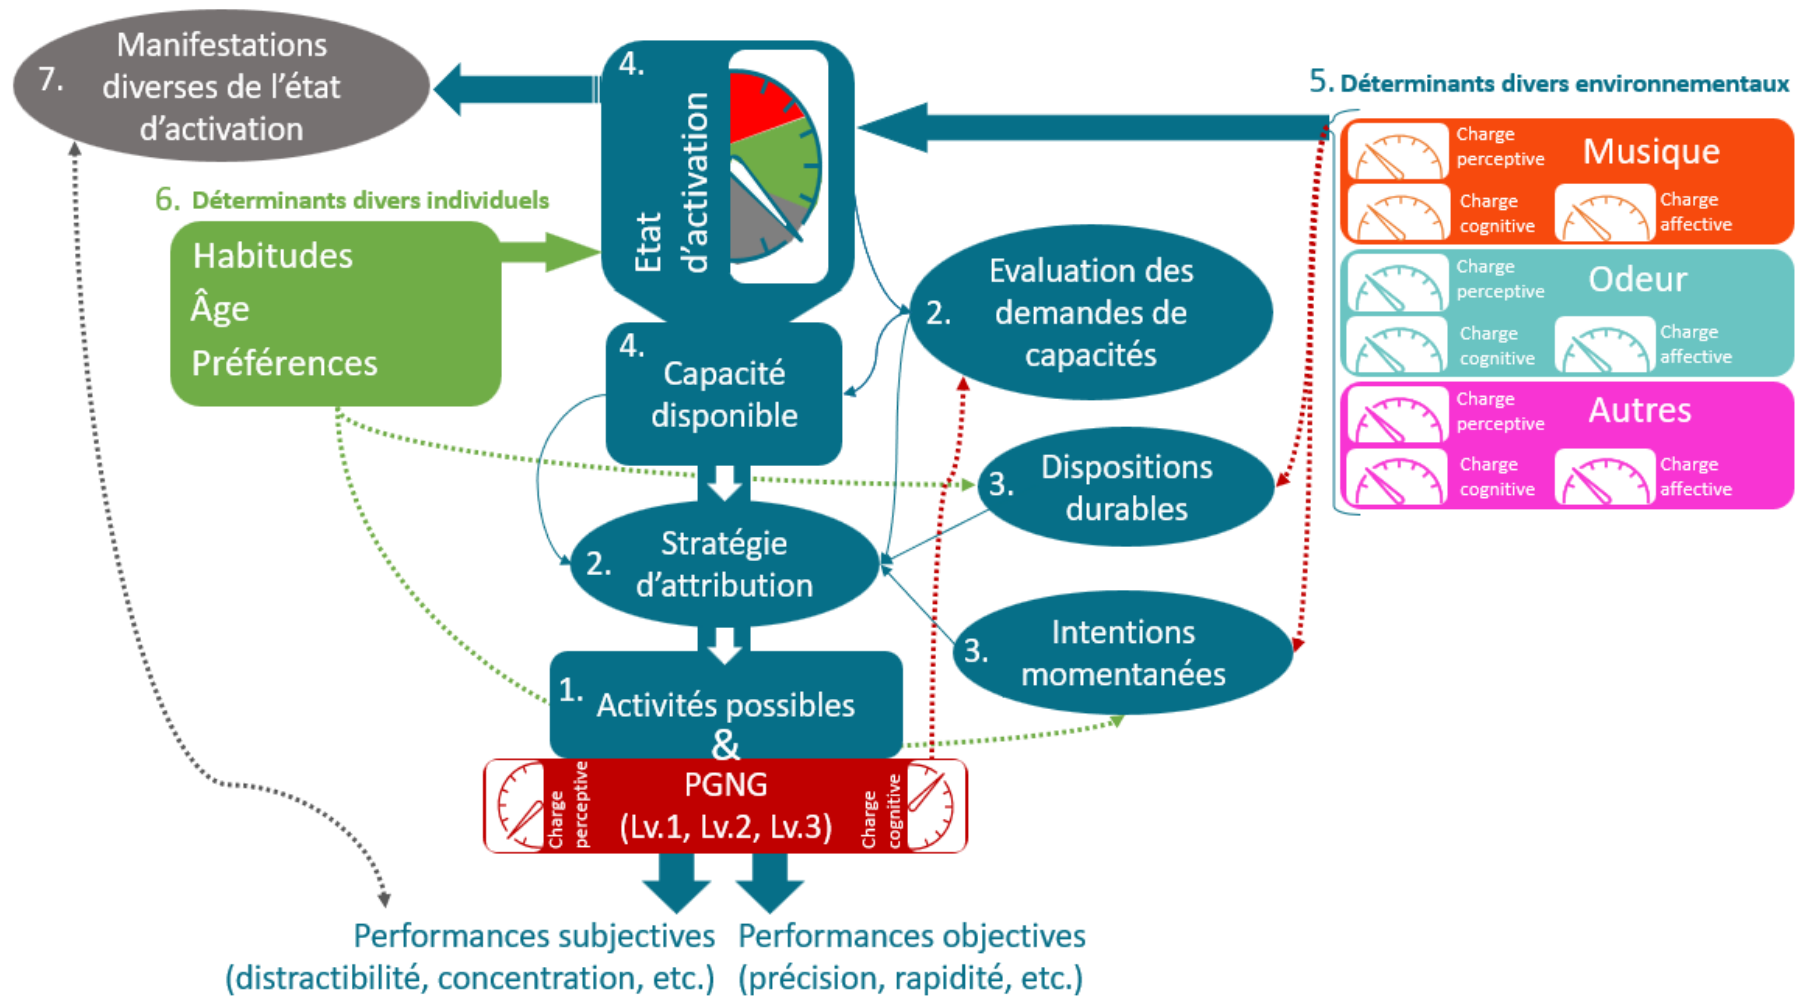 7.
Manifestations
diverses de l'état
d'activation
4.
Etat
d'activation
5. Déterminants divers environnementaux
Charge
perceptive
Musique
Charge
cognitive
Charge
affective
Charge
perceptive
Odeur
Charge
cognitive
Charge
affective
Charge
perceptive
Autres
Charge
cognitive
Charge
affective
6. Déterminants divers individuels
Habitudes
Âge
Préférences
2.
Evaluation des
demandes de
capacités
4.
Capacité
disponible
3.
Dispositions
durables
2.
Stratégie
d'attribution
3.
Intentions
momentanées
1.
Activités possibles
&
Charge
perceptive
PGNG
(Lv.1, Lv.2, Lv.3)
Charge
cognitive
Performances subjectives
(distractibilité, concentration, etc.)
Performances objectives
(précision, rapidité, etc.)